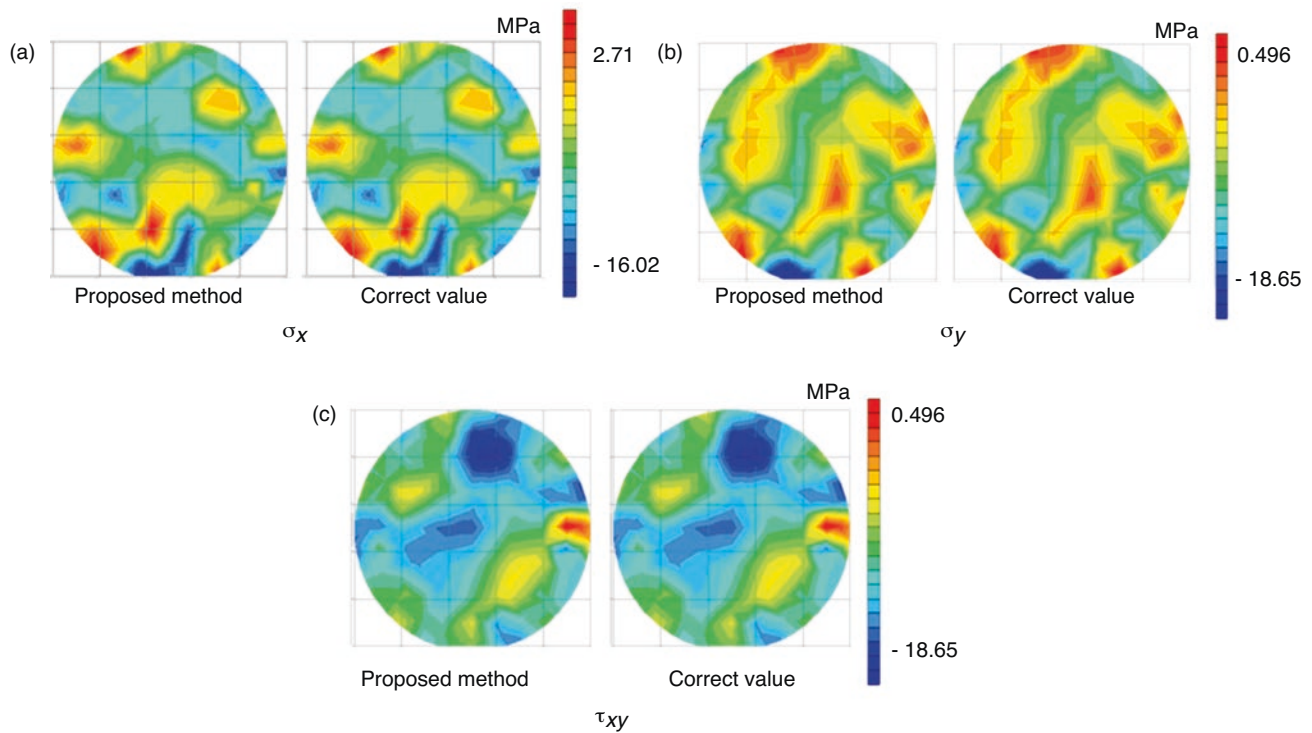 (a)
MPa
2.71
- 16.02
Proposed method
Correct value
σx
(b)
MPa
0.496
- 18.65
Proposed method
Correct value
σy
(c)
MPa
0.496
- 18.65
Proposed method
Correct value
τxy